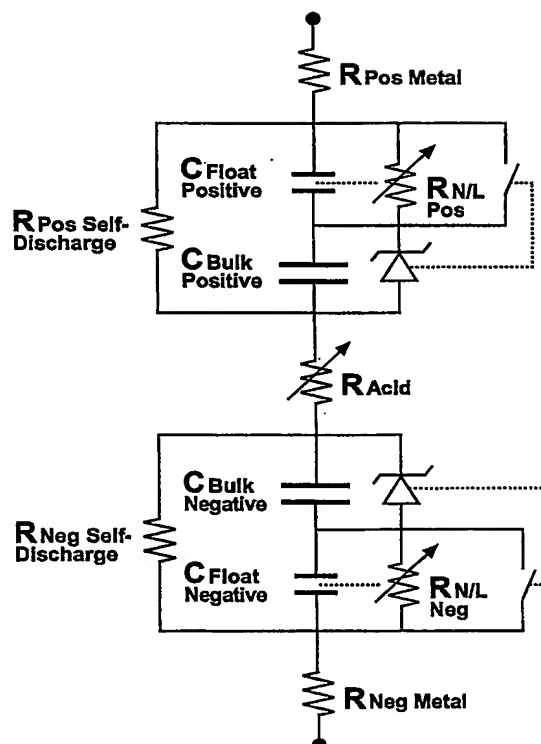 R Pos Metal
C Float
Positive
R N/L
Pos
R Pos Self-
Discharge
C Bulk
Positive
R Acid
C Bulk
Negative
R Neg Self-
Discharge
C Float
Negative
R N/L
Neg
R Neg Metal